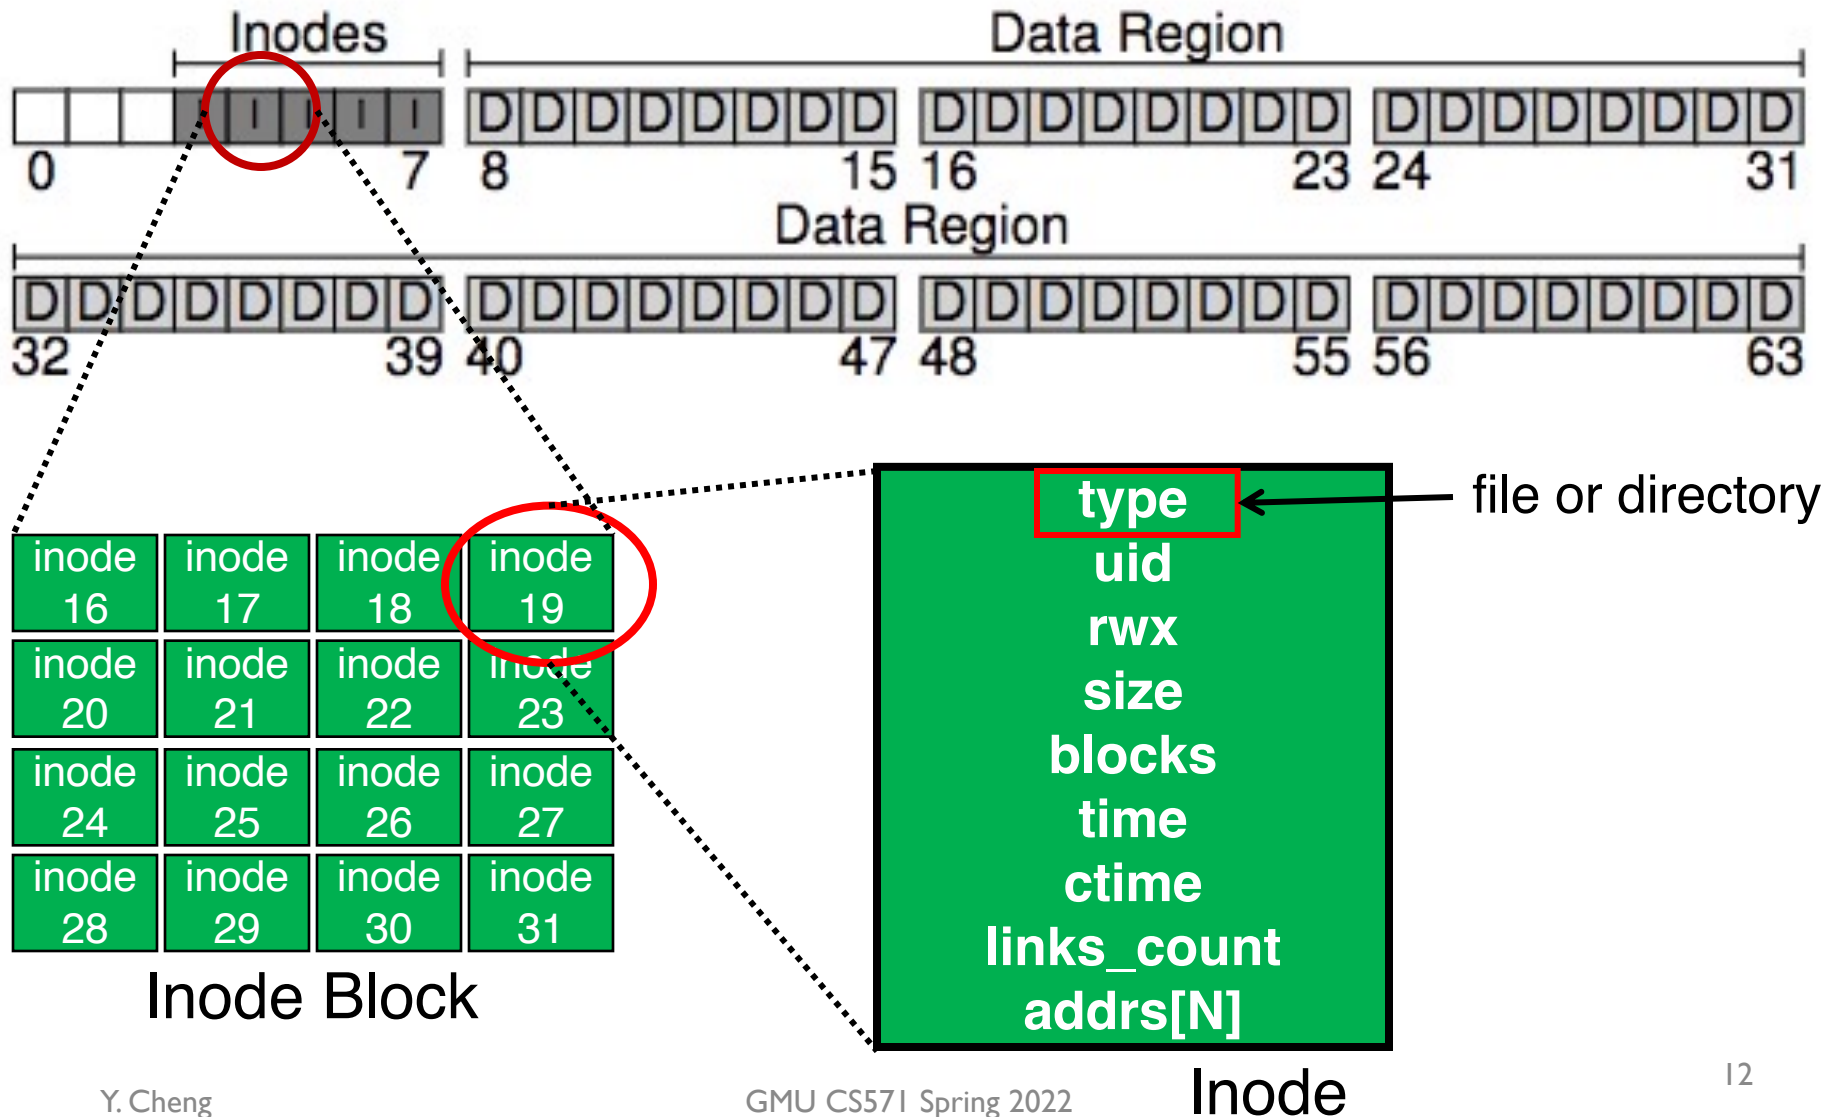 Inodes Data Region
I I I I I D D D D D D D D D D D D D D D D D D D D D D D D
0 7 8 15 16 23 24 31
Data Region
D D D D D D D D D D D D D D D D D D D D D D D D D D D D D D D D
32 39 40 47 48 55 56 63
inode 16 inode 17 inode 18 inode 19
inode 20 inode 21 inode 22 inode 23
inode 24 inode 25 inode 26 inode 27
inode 28 inode 29 inode 30 inode 31
Inode Block
type
uid
rwx
size
blocks
time
ctime
links_count
addrs[N]
file or directory
Inode
Y. Cheng
GMU CS571 Spring 2022
12